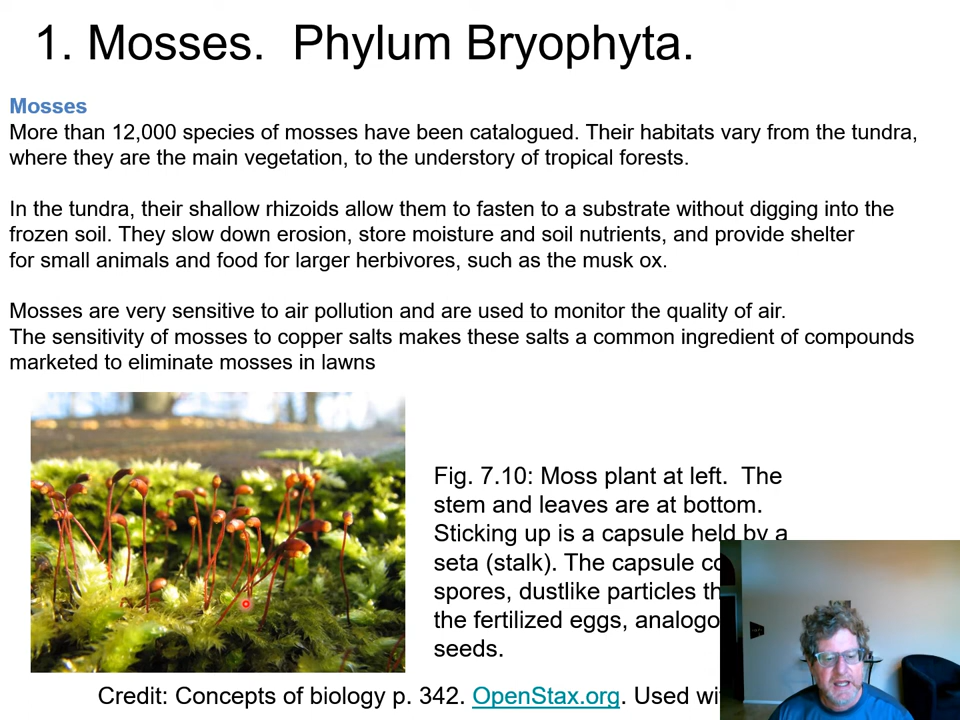 1. Mosses.  Phylum Bryophyta.
Mosses
More than 12,000 species of mosses have been catalogued. Their habitats vary from the tundra,
where they are the main vegetation, to the understory of tropical forests.
In the tundra, their shallow rhizoids allow them to fasten to a substrate without digging into the
frozen soil. They slow down erosion, store moisture and soil nutrients, and provide shelter
for small animals and food for larger herbivores, such as the musk ox.
Mosses are very sensitive to air pollution and are used to monitor the quality of air.
The sensitivity of mosses to copper salts makes these salts a common ingredient of compounds
marketed to eliminate mosses in lawns
Fig. 7.10: Moss plant at left.  The
stem and leaves are at bottom.
Sticking up is a capsule held by a
seta (stalk). The capsule
spores, dustlike particles
the fertilized eggs,
seeds.
Credit: Concepts of biology p. 342. OpenStax.org. Used